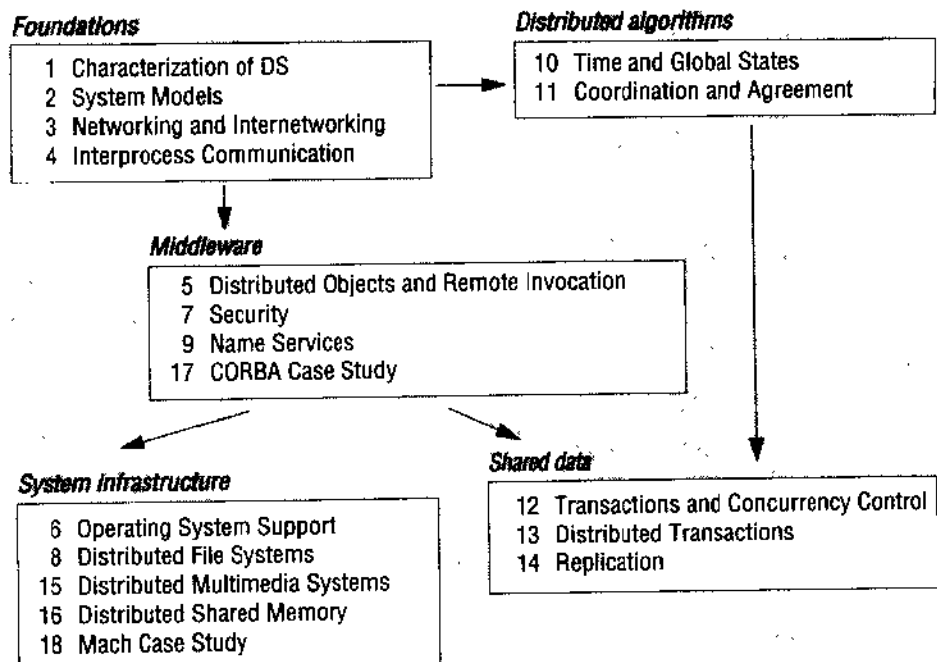 Foundations
1 Characterization of DS
2 System Models
3 Networking and Internetworking
4 Interprocess Communication
Distributed algorithms
10 Time and Global States
11 Coordination and Agreement
Middleware
5 Distributed Objects and Remote Invocation
7 Security
9 Name Services
17 CORBA Case Study
System infrastructure
6 Operating System Support
8 Distributed File Systems
15 Distributed Multimedia Systems
16 Distributed Shared Memory
18 Mach Case Study
Shared data
12 Transactions and Concurrency Control
13 Distributed Transactions
14 Replication